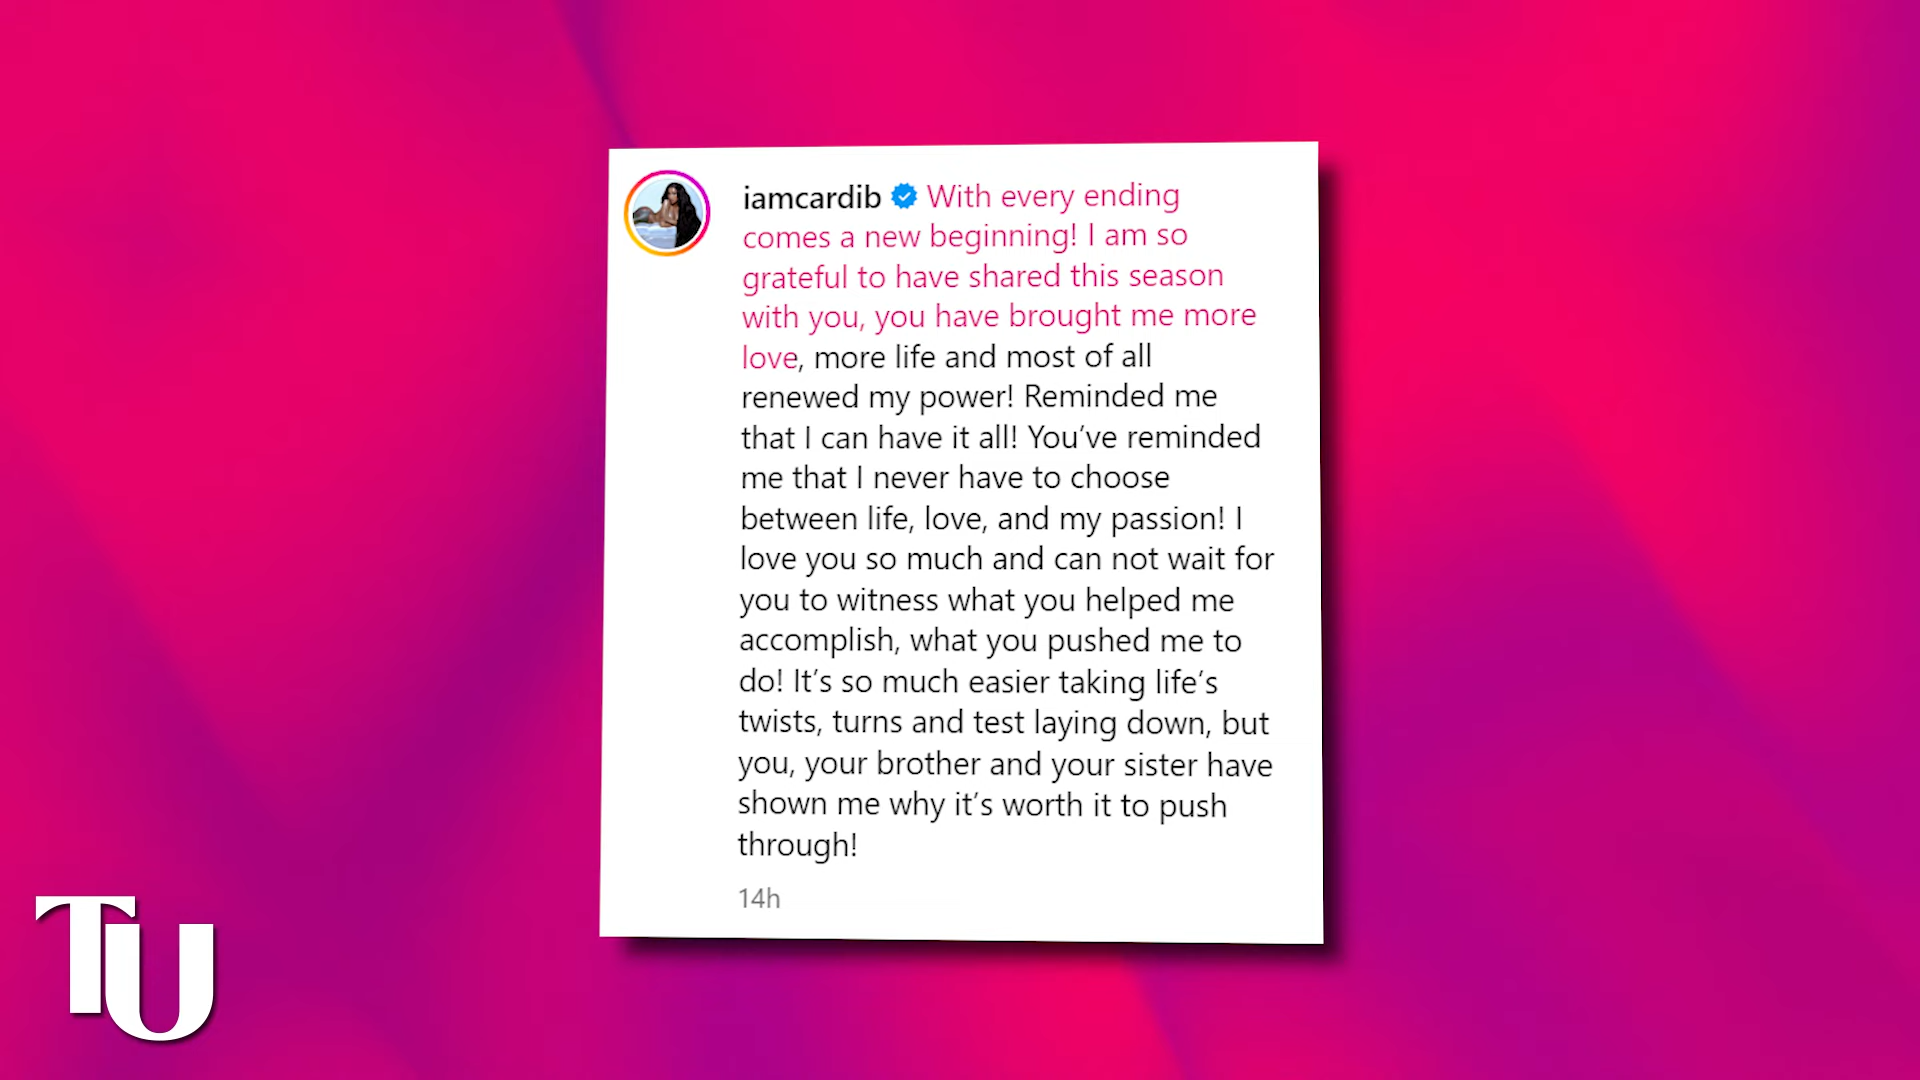 iamcardib With every ending
comes a new beginning! I am so
grateful to have shared this season
with you, you have brought me more
love, more life and most of all
renewed my power! Reminded me
that I can have it all! You’ve reminded
me that I never have to choose
between life, love, and my passion! I
love you so much and can not wait for
you to witness what you helped me
accomplish, what you pushed me to
do! It’s so much easier taking life’s
twists, turns and test laying down, but
you, your brother and your sister have
shown me why it’s worth it to push
through!
14h
TU